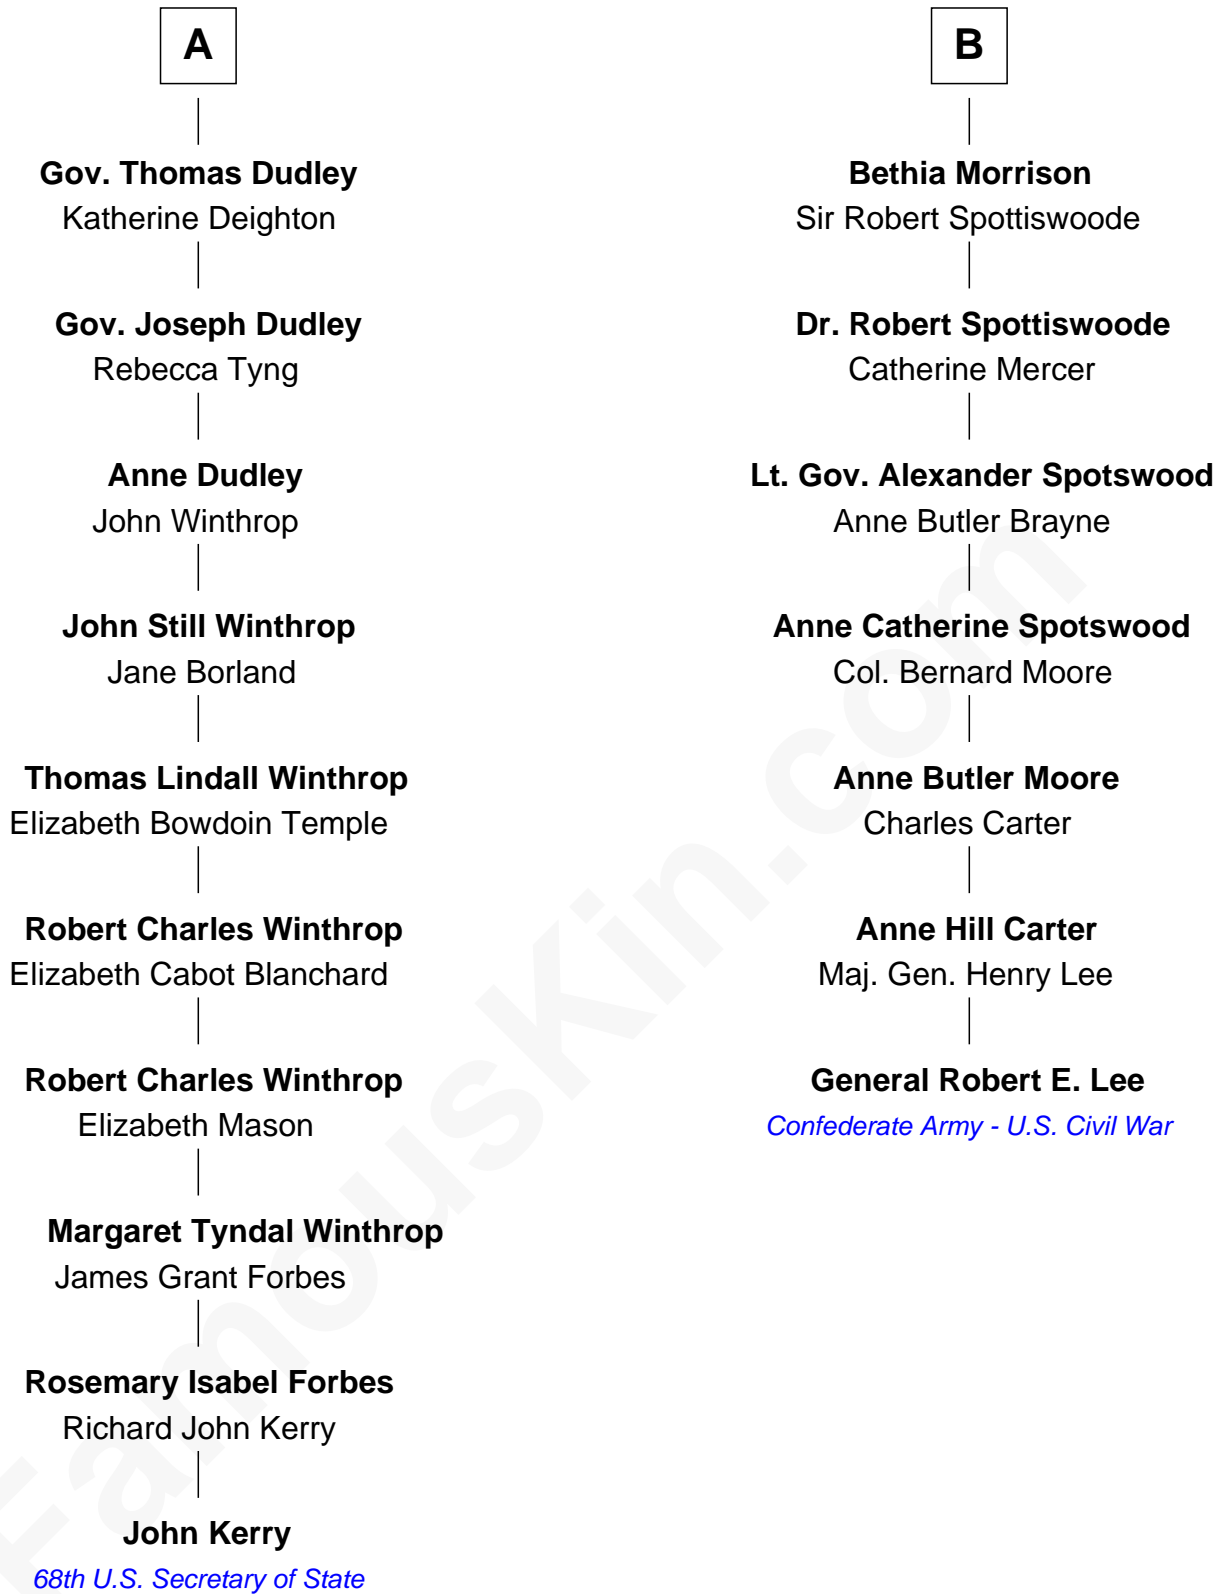 A
Gov. Thomas Dudley
Katherine Deighton
Gov. Joseph Dudley
Rebecca Tyng
Anne Dudley
John Winthrop
John Still Winthrop
Jane Borland
Thomas Lindall Winthrop
Elizabeth Bowdoin Temple
Robert Charles Winthrop
Elizabeth Cabot Blanchard
Robert Charles Winthrop
Elizabeth Mason
Margaret Tyndal Winthrop
James Grant Forbes
Rosemary Isabel Forbes
Richard John Kerry
John Kerry
68th U.S. Secretary of State
B
Bethia Morrison
Sir Robert Spottiswoode
Dr. Robert Spottiswoode
Catherine Mercer
Lt. Gov. Alexander Spotswood
Anne Butler Brayne
Anne Catherine Spotswood
Col. Bernard Moore
Anne Butler Moore
Charles Carter
Anne Hill Carter
Maj. Gen. Henry Lee
General Robert E. Lee
Confederate Army - U.S. Civil War
FamousKin.com